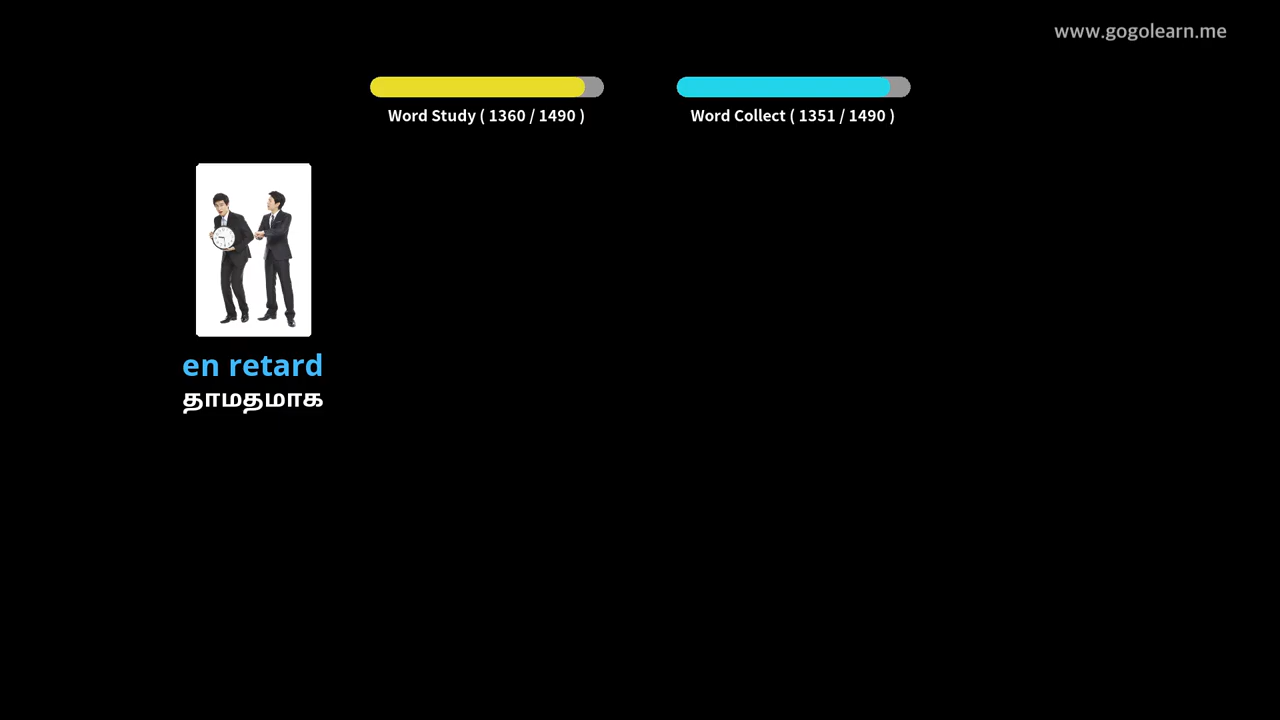 www.gogolearn.me
Word Study ( 1360 / 1490 )
Word Collect ( 1351 / 1490 )
en retard
தாமதமாக